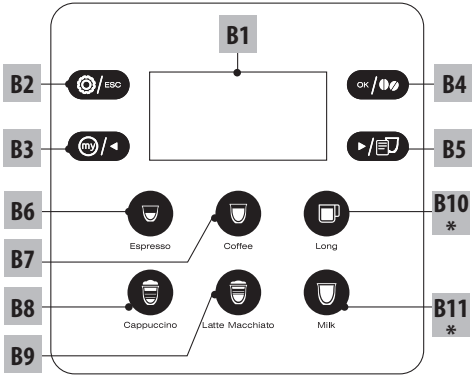 B1
B2
ESC
OK
B4
B3
my
B5
B6
B10
*
Espresso
Coffee
Long
B7
B8
B11
*
Cappuccino
Latte Macchiato
Milk
B9